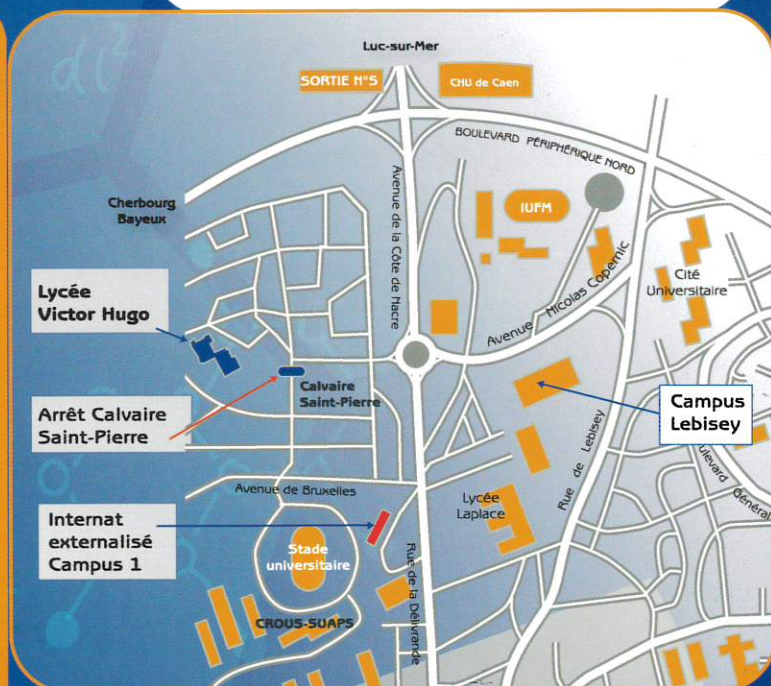 dl²
Luc-sur-Mer
SORTIE N°5
CHU de Caen
BOULEVARD PÉRIPHÉRIQUE NORD
Cherbourg
Bayeux
Avenue de la Côte de Nacre
IUFM
Avenue Nicolas Copernic
Cité
Universitaire
Lycée
Victor Hugo
Calvaire
Saint-Pierre
Arrêt Calvaire
Saint-Pierre
Campus
Lebisey
Rue de Lebisey
Boulevard Général
Avenue de Bruxelles
Lycée
Laplace
Internat
externalisé
Campus 1
Stade
universitaire
Rue de la Délivrande
CROUS-SUAPS